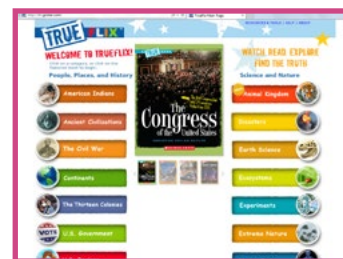 TRUE FLIX
WELCOME TO TRUEFLIX!
WATCH READ EXPLORE
FIND THE TRUTH
People, Places, and History
Science and Nature
TRUE
The
Congress
of the United States
American Indians
Ancient Civilizations
The Civil War
Continents
The Thirteen Colonies
VOTE
U.S. Government
Animal Kingdom
Disasters
Earth Science
Ecosystems
Experiments
Extreme Nature